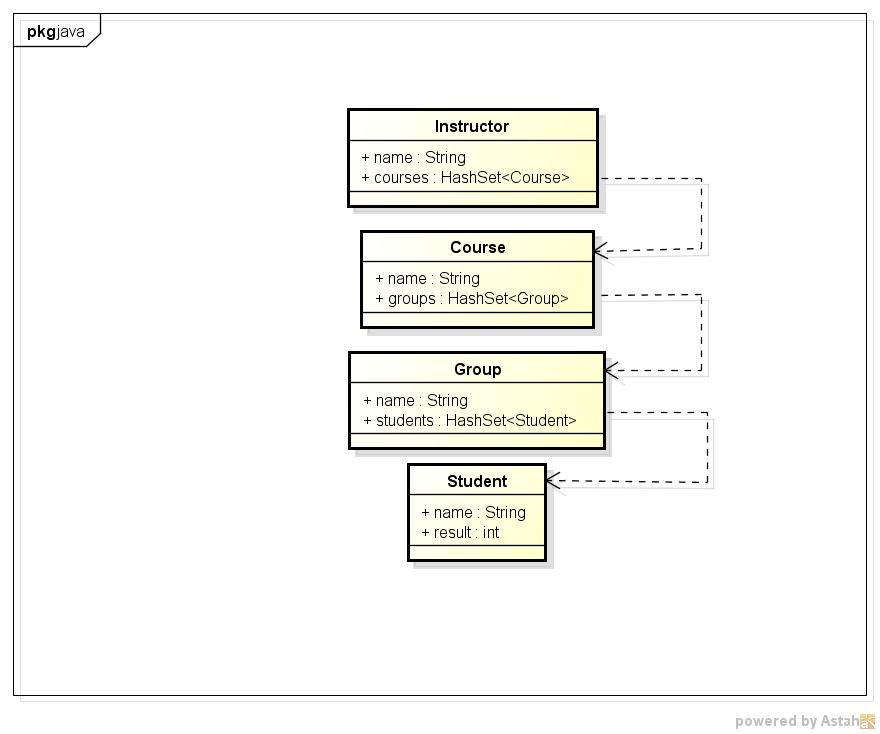 pkg java
Instructor
+ name : String
+ courses : HashSet<Course>
Course
+ name : String
+ groups : HashSet<Group>
Group
+ name : String
+ students : HashSet<Student>
Student
+ name : String
+ result : int
powered by Astah